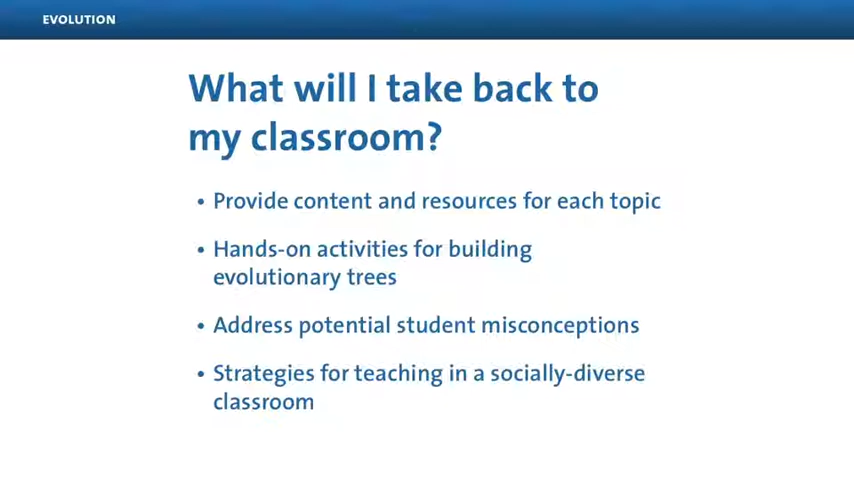 EVOLUTION
What will I take back to
my classroom?
• Provide content and resources for each topic
• Hands-on activities for building
evolutionary trees
• Address potential student misconceptions
• Strategies for teaching in a socially-diverse
classroom